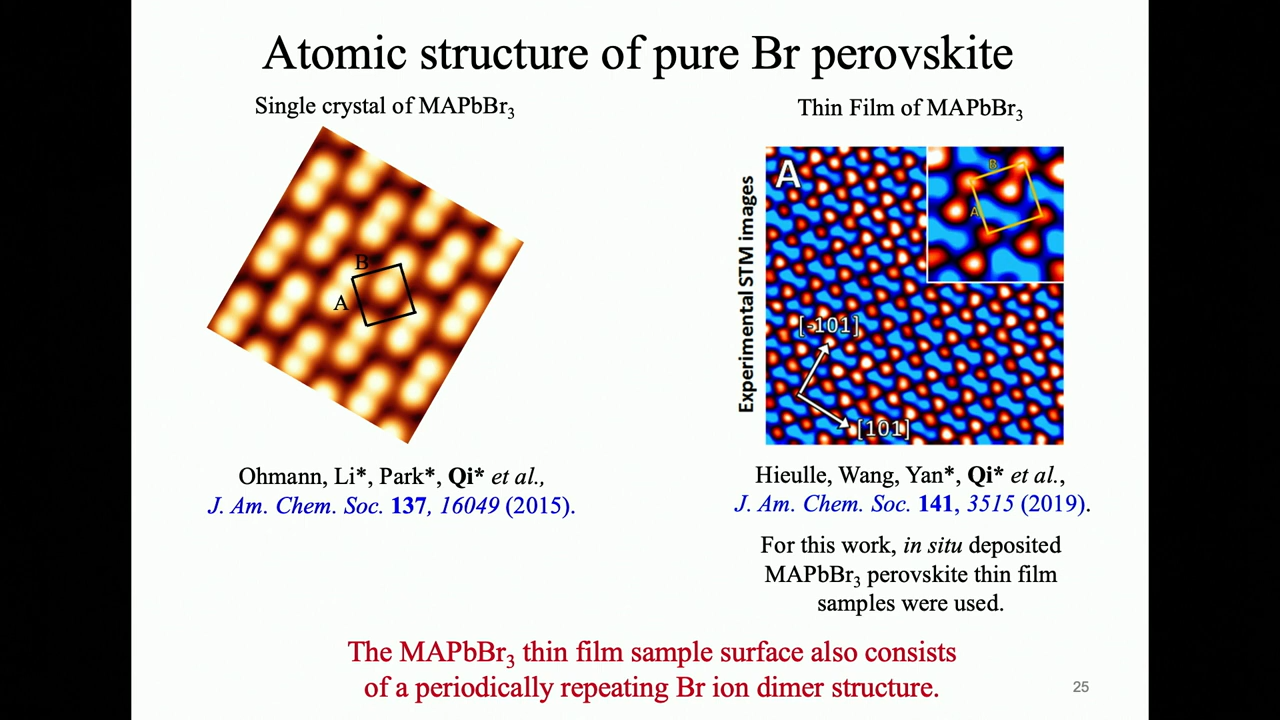 Atomic structure of pure Br perovskite
Single crystal of MAPbBr₃
B
A
Ohmann, Li*, Park*, Qi* et al.,
J. Am. Chem. Soc. 137, 16049 (2015).
Thin Film of MAPbBr₃
Experimental STM images
A
B
A
[-101]
[101]
Hieulle, Wang, Yan*, Qi* et al.,
J. Am. Chem. Soc. 141, 3515 (2019).
For this work, in situ deposited
MAPbBr₃ perovskite thin film
samples were used.
The MAPbBr₃ thin film sample surface also consists
of a periodically repeating Br ion dimer structure.
25